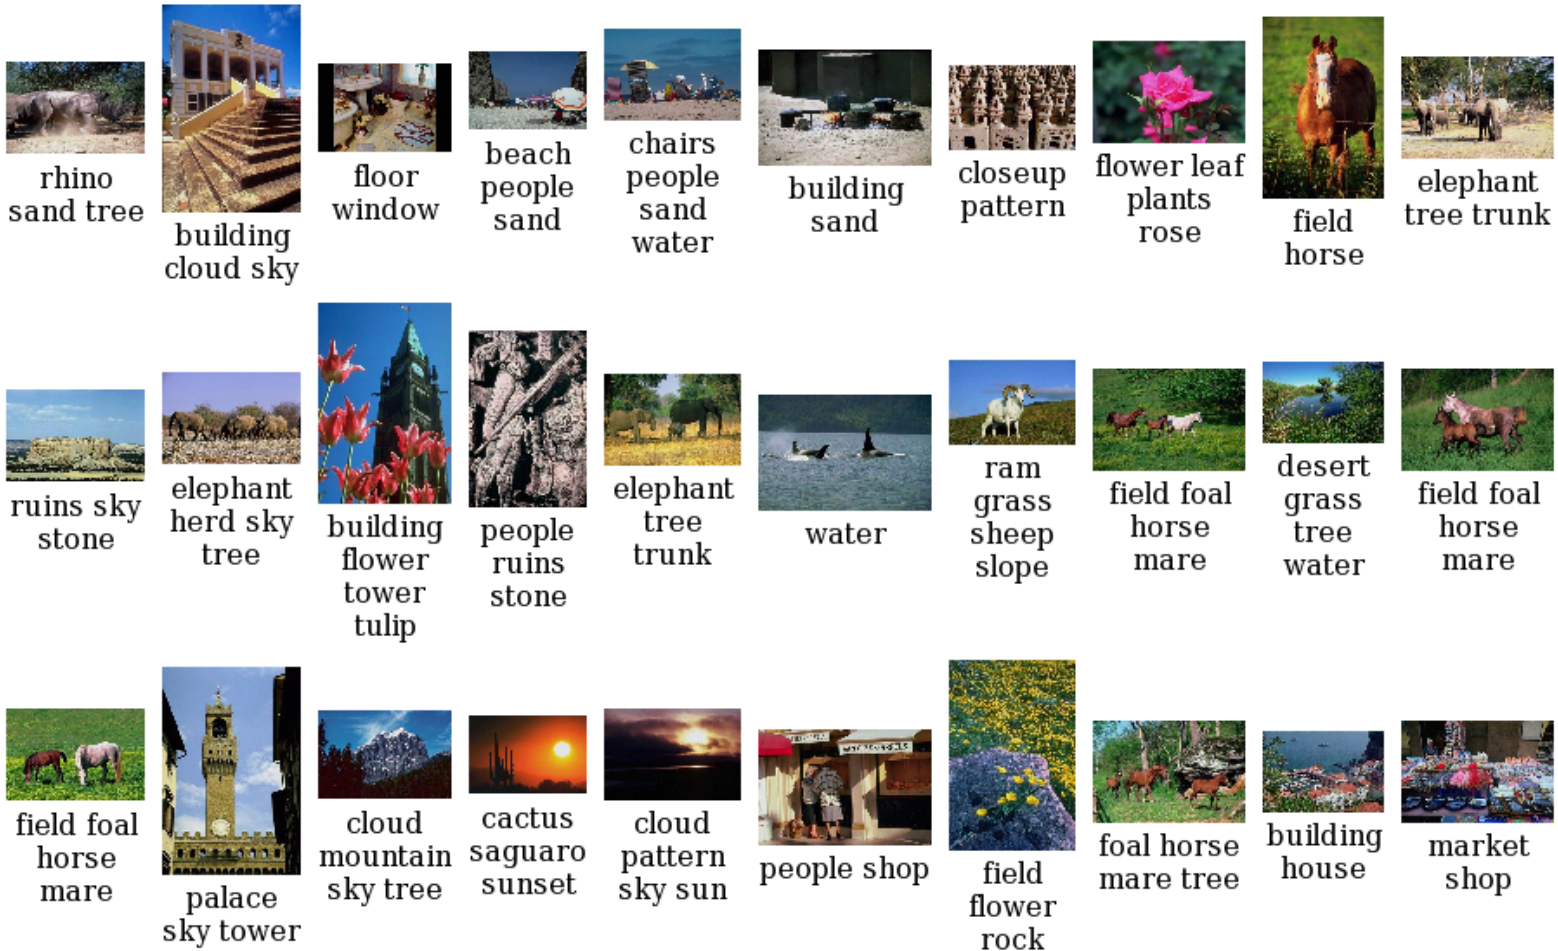 rhino
sand tree
building
cloud sky
floor
window
beach
people
sand
chairs
people
sand
water
building
sand
closeup
pattern
flower leaf
plants
rose
field
horse
elephant
tree trunk
ruins sky
stone
elephant
herd sky
tree
building
flower
tower
tulip
people
ruins
stone
elephant
tree
trunk
water
ram
grass
sheep
slope
field foal
horse
mare
desert
grass
tree
water
field foal
horse
mare
field foal
horse
mare
palace
sky tower
cloud
mountain
sky tree
cactus
saguaro
sunset
cloud
pattern
sky sun
people shop
field
flower
rock
foal horse
mare tree
building
house
market
shop